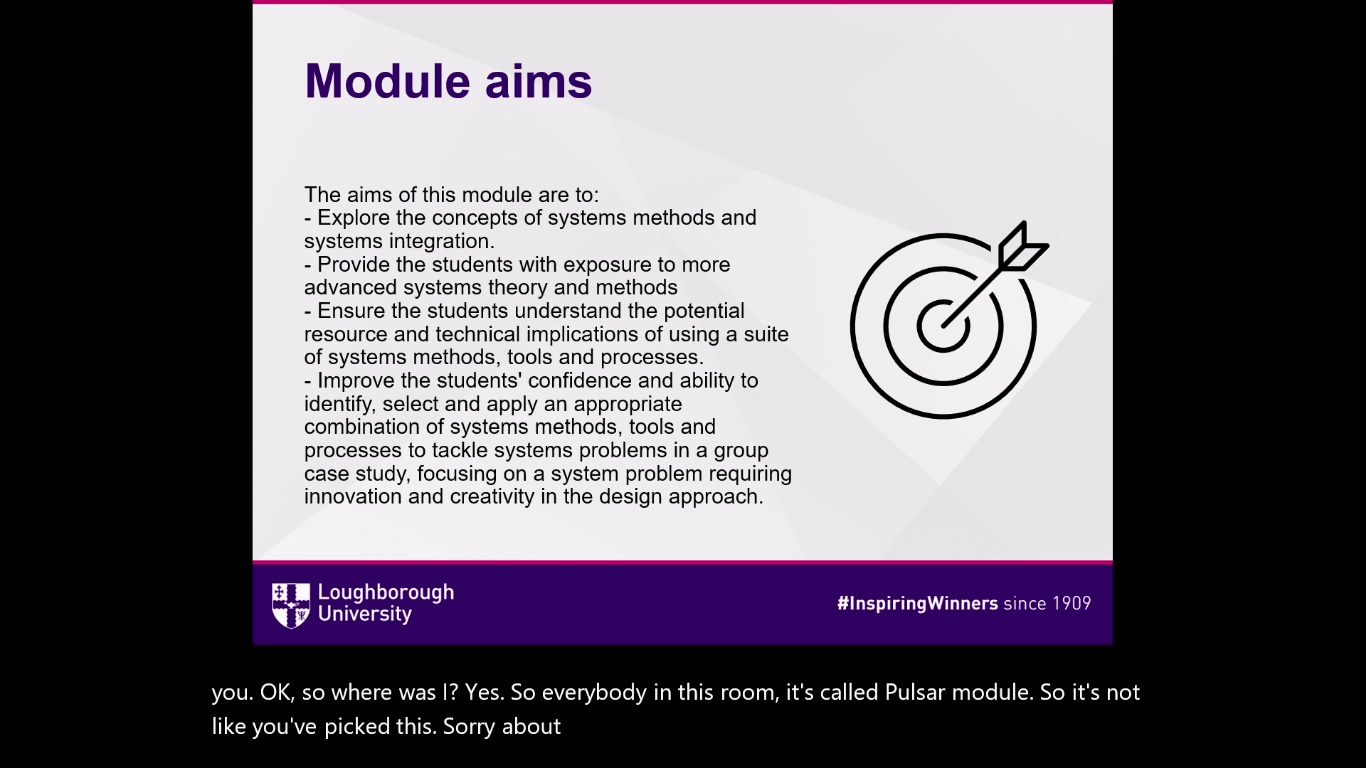 Module aims
The aims of this module are to:
- Explore the concepts of systems methods and
systems integration.
- Provide the students with exposure to more
advanced systems theory and methods
- Ensure the students understand the potential
resource and technical implications of using a suite
of systems methods, tools and processes.
- Improve the students' confidence and ability to
identify, select and apply an appropriate
combination of systems methods, tools and
processes to tackle systems problems in a group
case study, focusing on a system problem requiring
innovation and creativity in the design approach.
Loughborough
University
#InspiringWinners since 1909
you. OK, so where was I? Yes. So everybody in this room, it's called Pulsar module. So it's not
like you've picked this. Sorry about